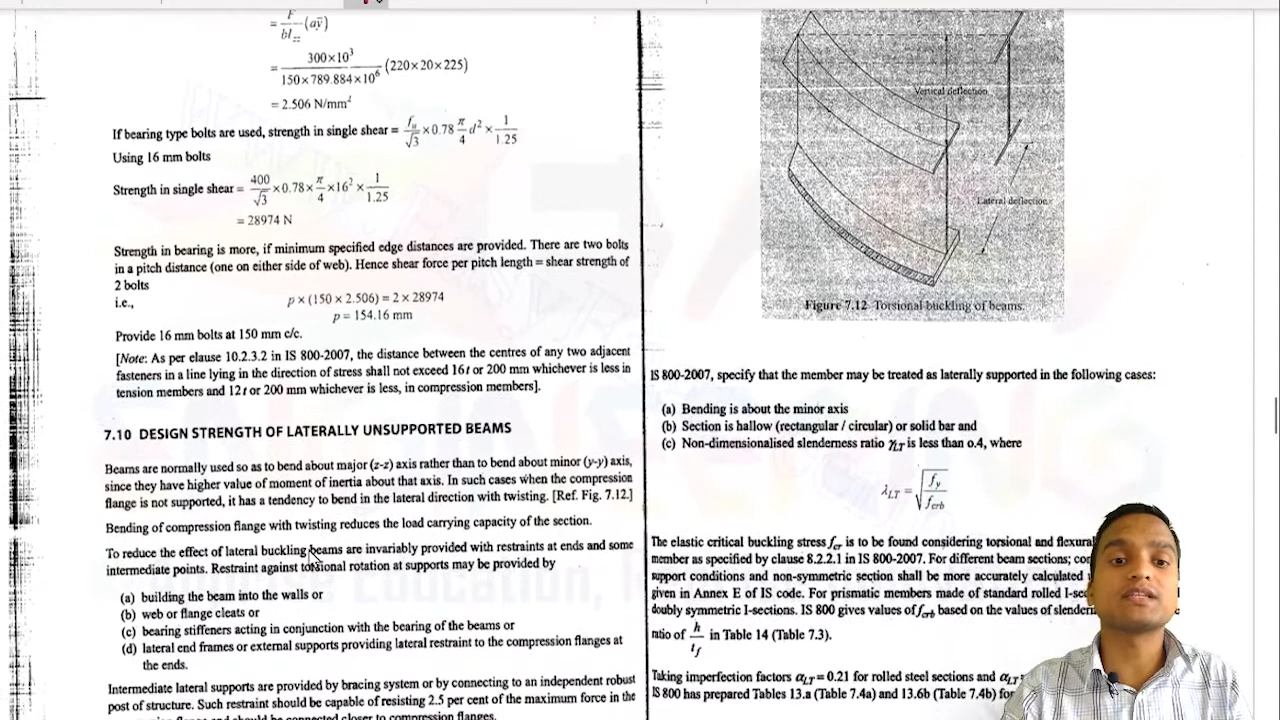 = F/bI_zz (aȳ)
= 300×10³ / 150×789.884×10⁶ (220×20×225)
= 2.506 N/mm²
If bearing type bolts are used, strength in single shear = f_u/√3 ×0.78 π/4 d² × 1/1.25
Using 16 mm bolts
Strength in single shear = 400/√3 ×0.78× π/4 ×16² × 1/1.25
= 28974 N
Strength in bearing is more, if minimum specified edge distances are provided. There are two bolts
in a pitch distance (one on either side of web). Hence shear force per pitch length = shear strength of
2 bolts
i.e., p × (150 × 2.506) = 2 × 28974
p = 154.16 mm
Provide 16 mm bolts at 150 mm c/c.
[Note: As per clause 10.2.3.2 in IS 800-2007, the distance between the centres of any two adjacent
fasteners in a line lying in the direction of stress shall not exceed 16t or 200 mm whichever is less in
tension members and 12t or 200 mm whichever is less, in compression members].
7.10 DESIGN STRENGTH OF LATERALLY UNSUPPORTED BEAMS
Beams are normally used so as to bend about major (z-z) axis rather than to bend about minor (y-y) axis,
since they have higher value of moment of inertia about that axis. In such cases when the compression
flange is not supported, it has a tendency to bend in the lateral direction with twisting. [Ref. Fig. 7.12.]
Bending of compression flange with twisting reduces the load carrying capacity of the section.
To reduce the effect of lateral buckling beams are invariably provided with restraints at ends and some
intermediate points. Restraint against torsional rotation at supports may be provided by
(a) building the beam into the walls or
(b) web or flange cleats or
(c) bearing stiffeners acting in conjunction with the bearing of the beams or
(d) lateral end frames or external supports providing lateral restraint to the compression flanges at
the ends.
Intermediate lateral supports are provided by bracing system or by connecting to an independent robust
post of structure. Such restraint should be capable of resisting 2.5 per cent of the maximum force in the
flange and should be connected closer to compression flanges.
Vertical deflection
Lateral deflection
Figure 7.12 Torsional buckling of beams.
IS 800-2007, specify that the member may be treated as laterally supported in the following cases:
(a) Bending is about the minor axis
(b) Section is hallow (rectangular / circular) or solid bar and
(c) Non-dimensionalised slenderness ratio γ_LT is less than 0.4, where
λ_LT = √(f_y/f_crb)
The elastic critical buckling stress f_cr is to be found considering torsional and flexural
member as specified by clause 8.2.2.1 in IS 800-2007. For different beam sections;
support conditions and non-symmetric section shall be more accurately calculated
given in Annex E of IS code. For prismatic members made of standard rolled
doubly symmetric I-sections. IS 800 gives values of f_crb based on the values of
ratio of h/t_f in Table 14 (Table 7.3).
Taking imperfection factors α_LT = 0.21 for rolled steel sections and α_LT
IS 800 has prepared Tables 13.a (Table 7.4a) and 13.6b (Table 7.4b) for